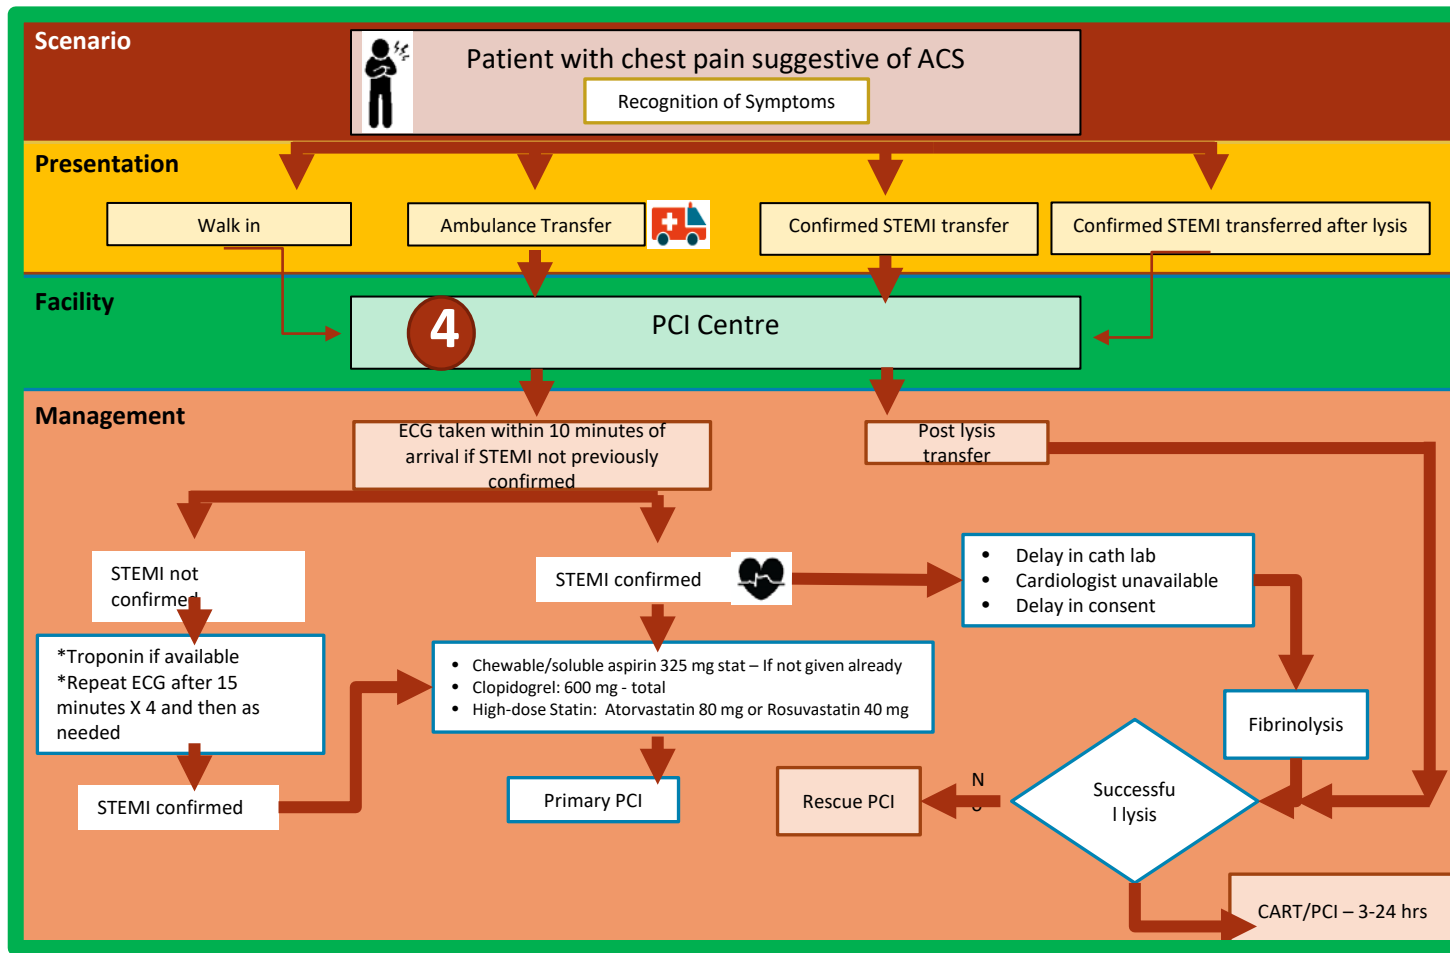 Scenario
Patient with chest pain suggestive of ACS
Recognition of Symptoms
Presentation
Walk in
Ambulance Transfer
Confirmed STEMI transfer
Confirmed STEMI transferred after lysis
Facility
4
PCI Centre
Management
ECG taken within 10 minutes of
arrival if STEMI not previously
confirmed
Post lysis
transfer
STEMI not
confirmed
STEMI confirmed
• Delay in cath lab
• Cardiologist unavailable
• Delay in consent
*Troponin if available
*Repeat ECG after 15
minutes X 4 and then as
needed
• Chewable/soluble aspirin 325 mg stat – If not given already
• Clopidogrel: 600 mg - total
• High-dose Statin: Atorvastatin 80 mg or Rosuvastatin 40 mg
Fibrinolysis
STEMI confirmed
Primary PCI
Rescue PCI
N
o
Successfu
l lysis
CART/PCI – 3-24 hrs